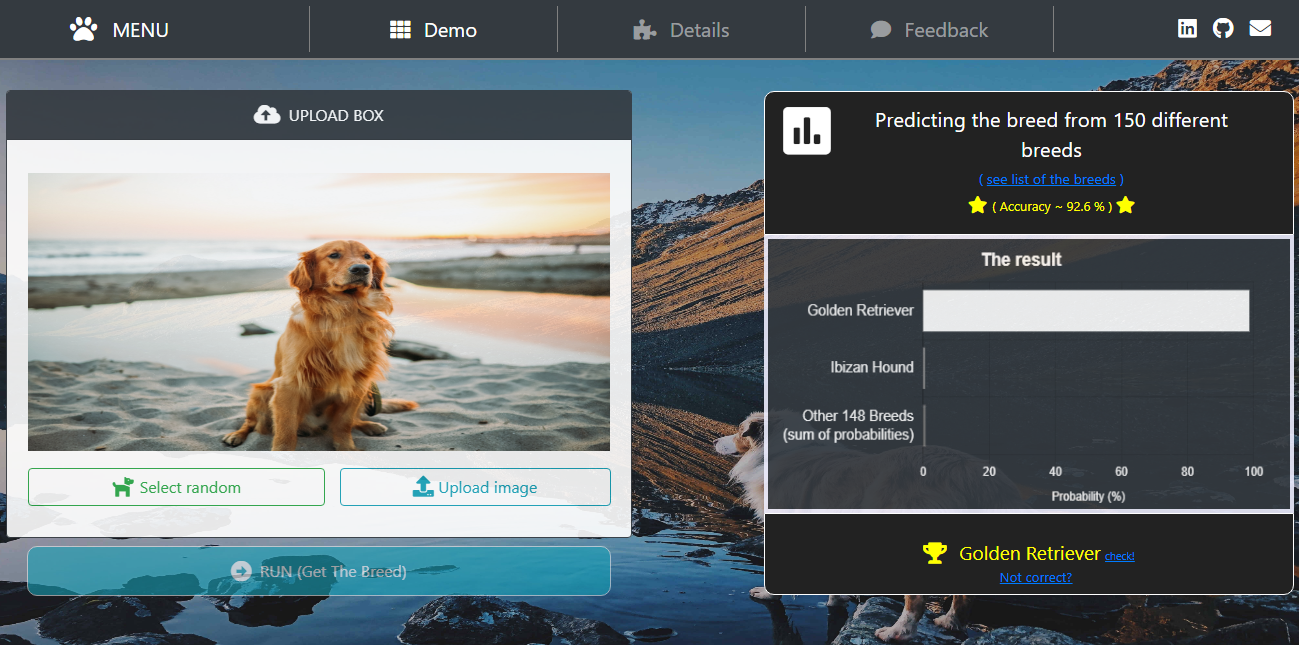 MENU
Demo
Details
Feedback
UPLOAD BOX
Select random
Upload image
RUN (Get The Breed)
Predicting the breed from 150 different
breeds
( see list of the breeds )
( Accuracy ~ 92.6 % )
The result
Golden Retriever
Ibizan Hound
Other 148 Breeds
(sum of probabilities)
0 20 40 60 80 100
Probability (%)
Golden Retriever check!
Not correct?